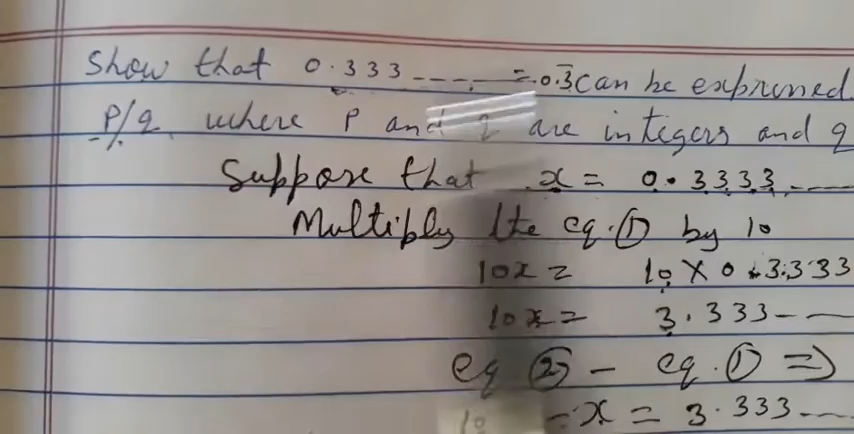 Show that 0.333 ----- = 0.3̅ can be expressed
P/q where P and q are integers and q
Suppose that x = 0.3333 -----
Multiply the eq. ① by 10
10x = 10 X 0.3333
10x = 3.333 ---
eq ② - eq. ① =>
10 - x = 3.333 ----